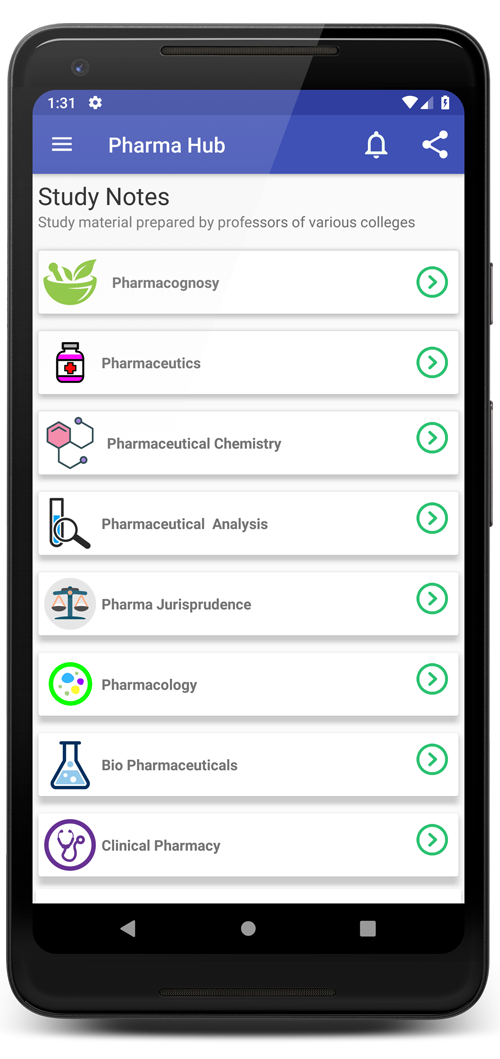 1:31
Pharma Hub
Study Notes
Study material prepared by professors of various colleges
Pharmacognosy
Pharmaceutics
Pharmaceutical Chemistry
Pharmaceutical  Analysis
Pharma Jurisprudence
Pharmacology
Bio Pharmaceuticals
Clinical Pharmacy